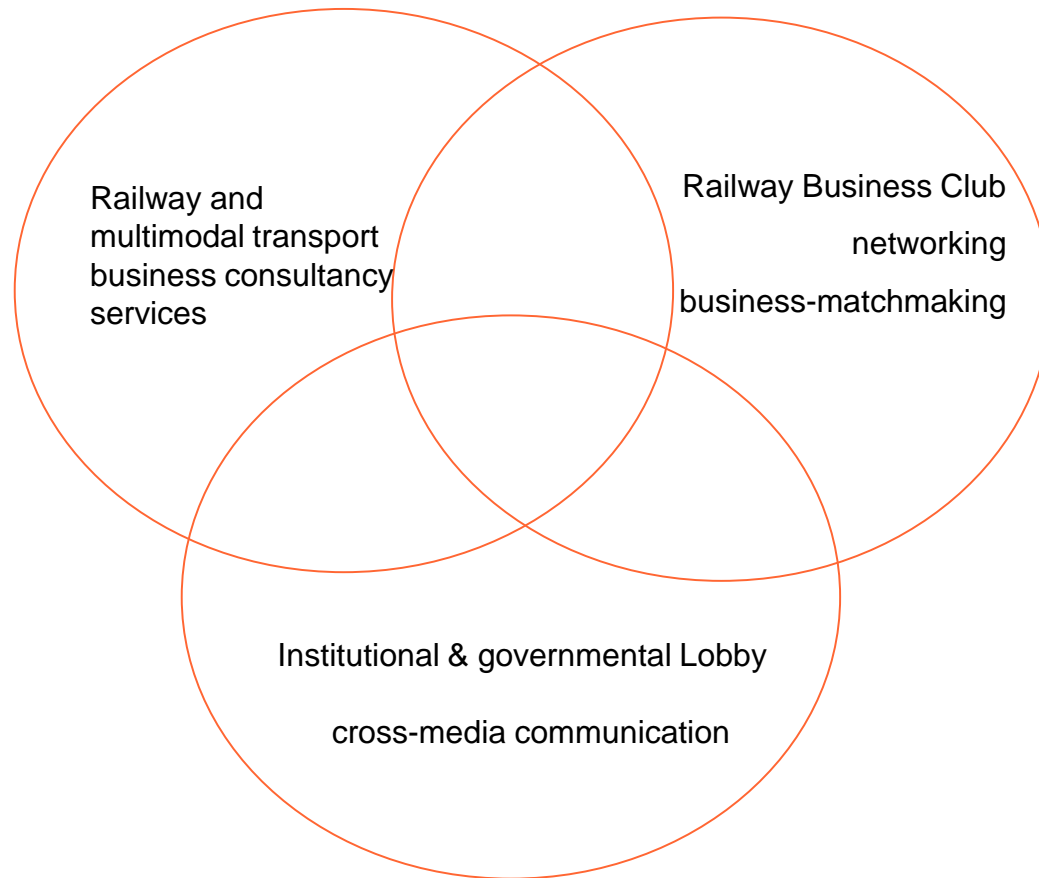 Railway and
multimodal transport
business consultancy
services
Railway Business Club
networking
business-matchmaking
Institutional & governmental Lobby
cross-media communication